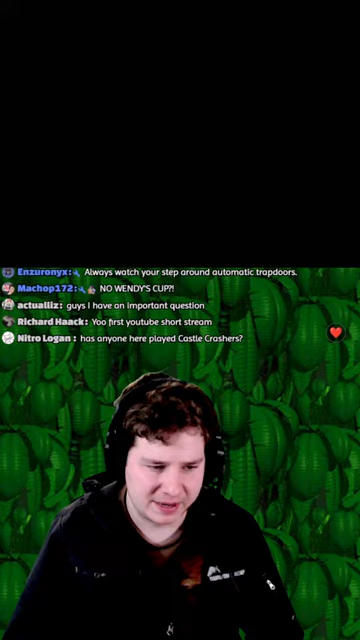 Enzuronyx: Always watch your step around automatic trapdoors.
Machop172: NO WENDY'S CUP?!
actualliz: guys I have an important question
Richard Haack: Yoo first youtube short stream
Nitro Logan : has anyone here played Castle Crashers?